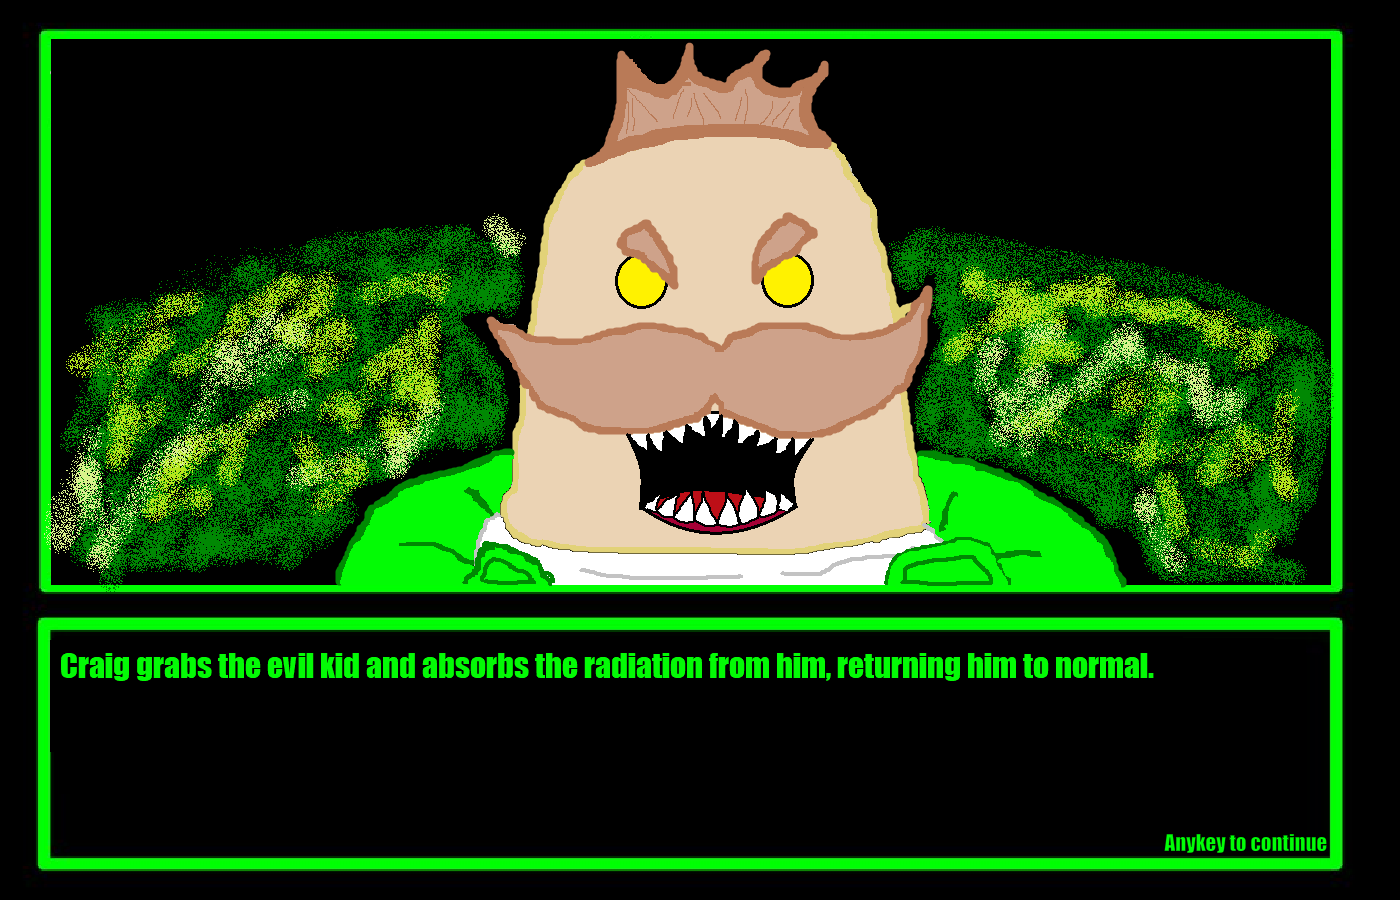 Craig grabs the evil kid and absorbs the radiation from him, returning him to normal.
Anykey to continue